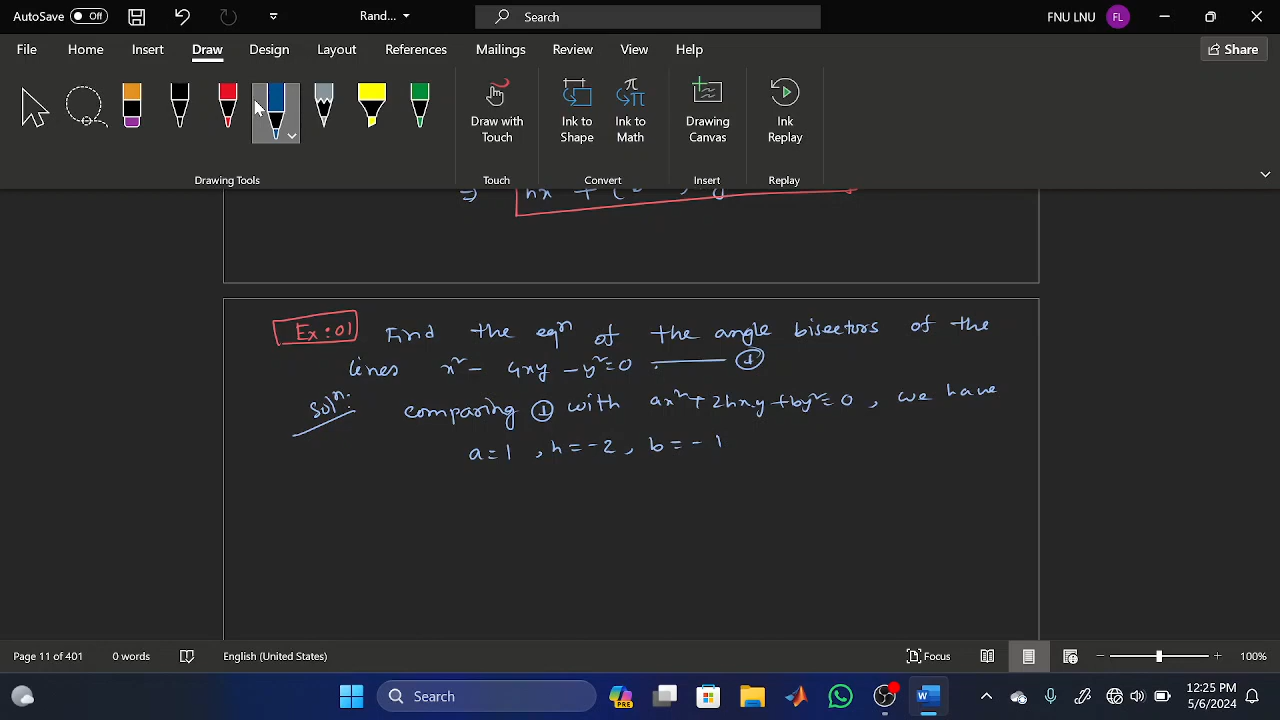 AutoSave Off Rand... Search FNU LNU FL
File Home Insert Draw Design Layout References Mailings Review View Help Share
Draw with Touch
Ink to Shape
Ink to Math
Drawing Canvas
Ink Replay
Drawing Tools Touch Convert Insert Replay
⇒ hx + (
Ex:01 Find the eqⁿ of the angle bisectors of the
lines x² - 4xy - y² = 0 ——— ①
Solⁿ: comparing ① with ax² + 2hxy + by² = 0 , we have
a = 1 , h = -2 , b = -1
Page 11 of 401 0 words English (United States) Focus 100%
Search PRE 12:25 PM
5/6/2024